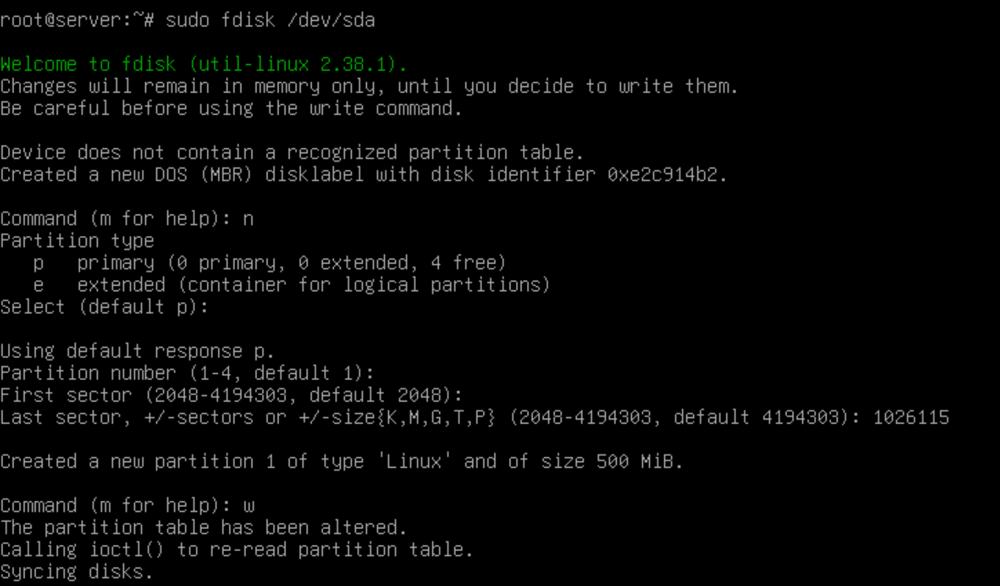 root@server:~# sudo fdisk /dev/sda
Welcome to fdisk (util-linux 2.38.1).
Changes will remain in memory only, until you decide to write them.
Be careful before using the write command.
Device does not contain a recognized partition table.
Created a new DOS (MBR) disklabel with disk identifier 0xe2c914b2.
Command (m for help): n
Partition type
   p   primary (0 primary, 0 extended, 4 free)
   e   extended (container for logical partitions)
Select (default p):
Using default response p.
Partition number (1-4, default 1):
First sector (2048-4194303, default 2048):
Last sector, +/-sectors or +/-size{K,M,G,T,P} (2048-4194303, default 4194303): 1026115
Created a new partition 1 of type 'Linux' and of size 500 MiB.
Command (m for help): w
The partition table has been altered.
Calling ioctl() to re-read partition table.
Syncing disks.